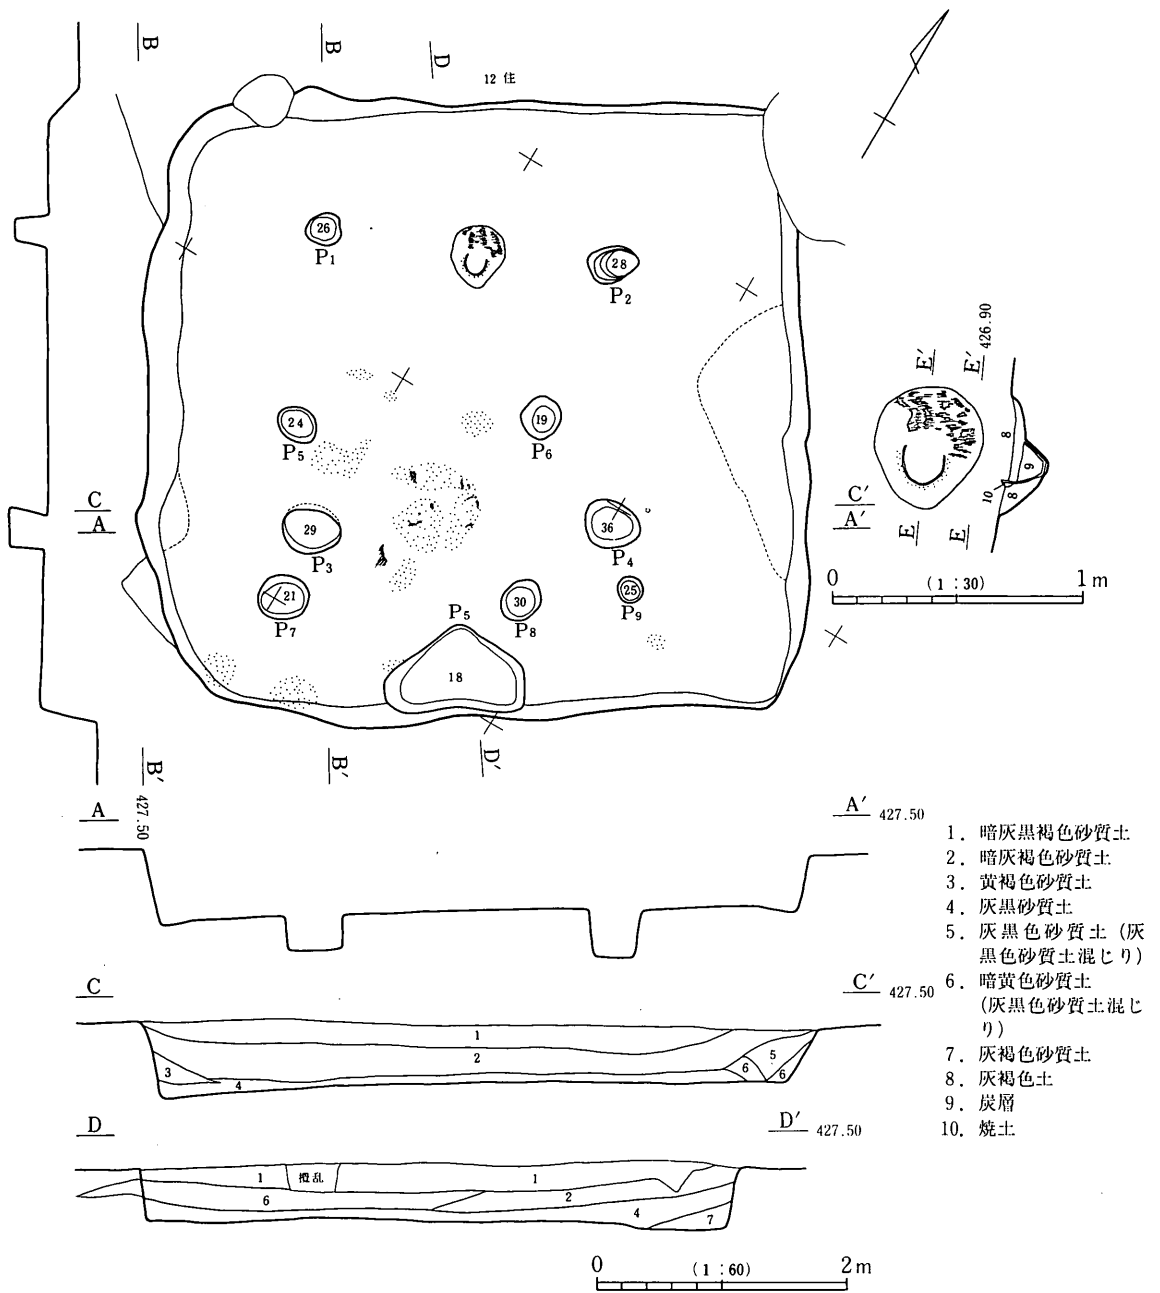 B
B
D
12 住
26
P1
28
P2
24
P5
19
P6
29
P3
36
P4
21
P7
30
P8
25
P9
P5
18
C
A
B′
427.50
B′
D′
E′
E′
426.90
8
9
10
8
C′
A′
E
E
0 (1:30) 1m
A
A′ 427.50
C
C′ 427.50
1
2
3
4
5
6
6
D
D′ 427.50
1
攪乱
1
6
2
4
7
0 (1:60) 2m
1. 暗灰黒褐色砂質土
2. 暗灰褐色砂質土
3. 黄褐色砂質土
4. 灰黒砂質土
5. 灰黒色砂質土(灰
黒色砂質土混じり)
6. 暗黄色砂質土
(灰黒色砂質土混じ
り)
7. 灰褐色砂質土
8. 灰褐色土
9. 炭層
10. 焼土